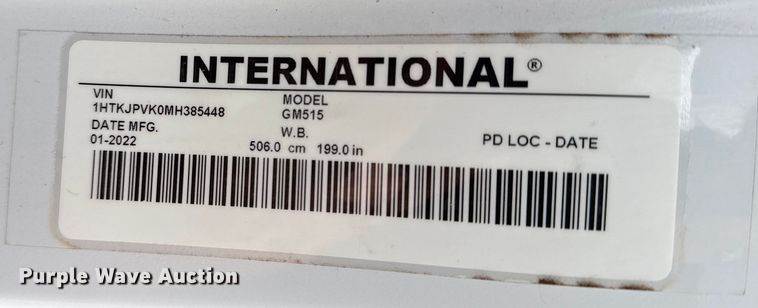 INTERNATIONAL®
VIN MODEL
1HTKJPVK0MH385448 GM515
DATE MFG. W.B.
01-2022 506.0 cm 199.0 in PD LOC - DATE
Purple Wave Auction